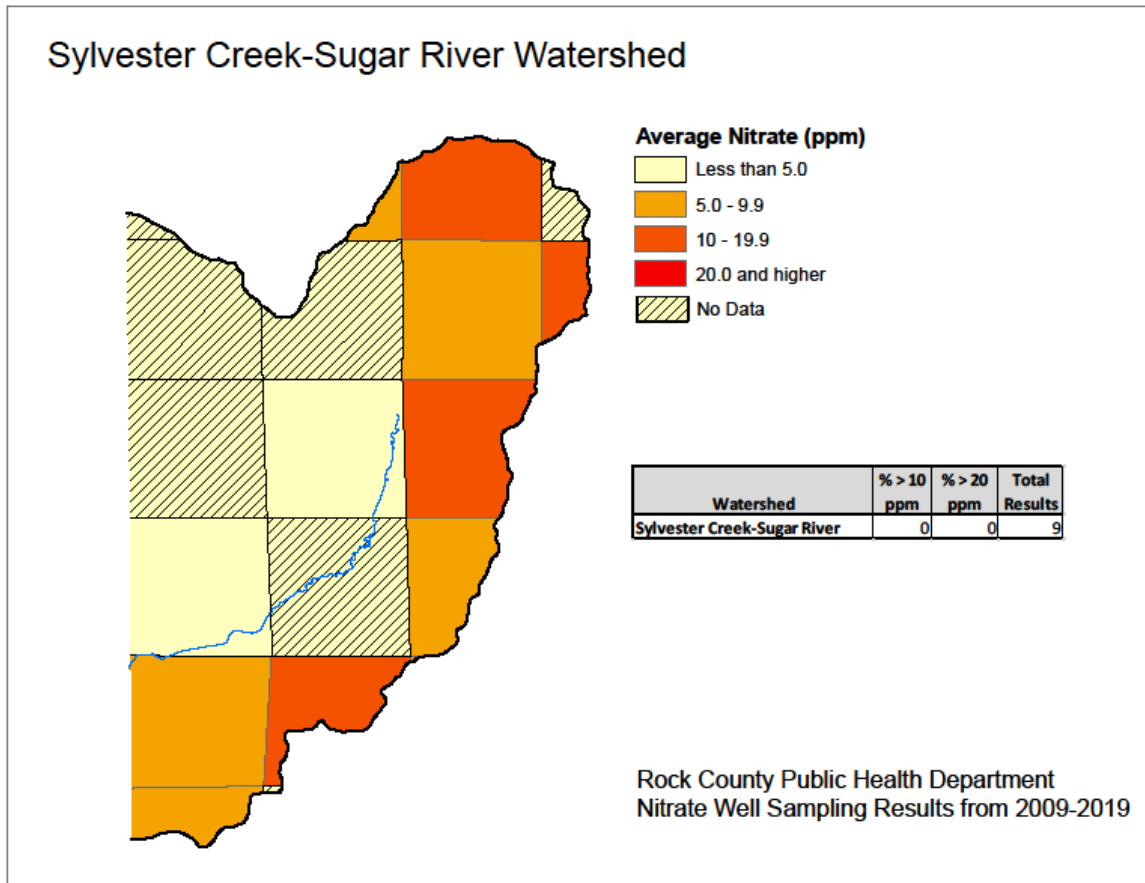 Sylvester Creek-Sugar River Watershed
Average Nitrate (ppm)
Less than 5.0
5.0 - 9.9
10 - 19.9
20.0 and higher
No Data
Watershed % > 10 ppm % > 20 ppm Total Results
Sylvester Creek-Sugar River 0 0 9
Rock County Public Health Department
Nitrate Well Sampling Results from 2009-2019